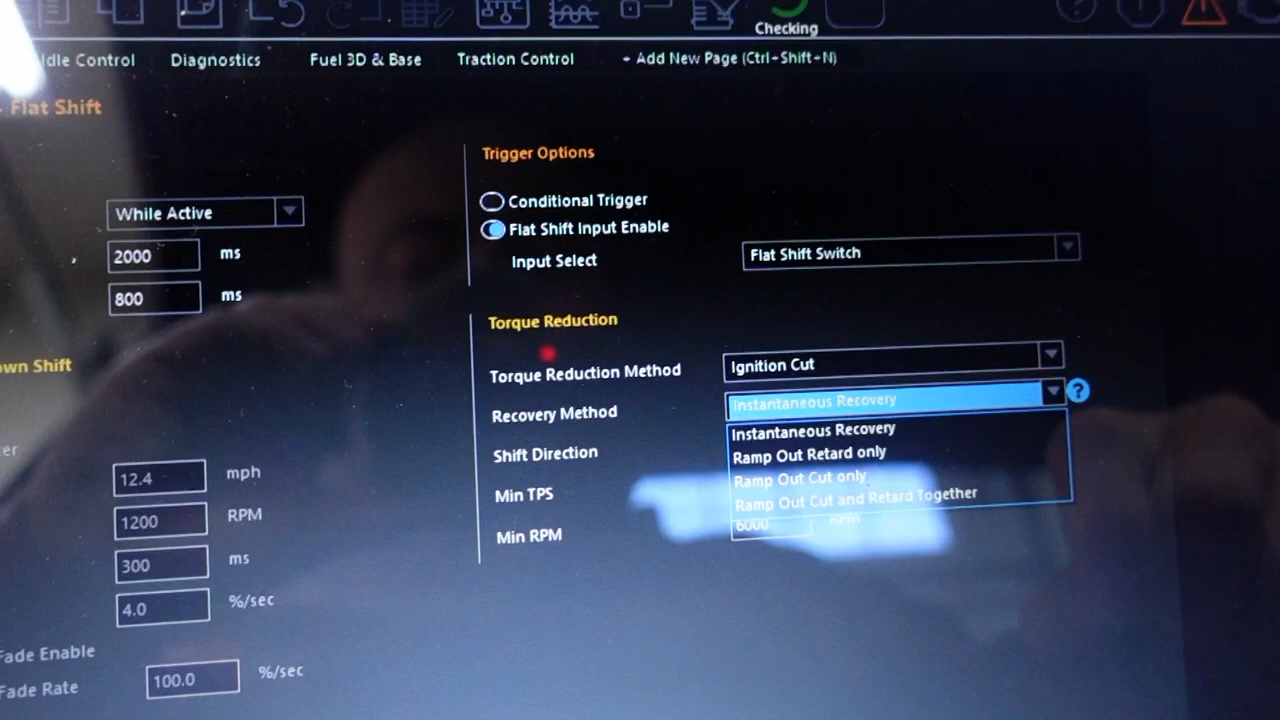 Checking
Idle Control Diagnostics Fuel 3D & Base Traction Control + Add New Page (Ctrl+Shift+N)
Flat Shift
While Active
2000 ms
800 ms
Shift
12.4 mph
1200 RPM
300 ms
4.0 %/sec
Fade Enable
Fade Rate 100.0 %/sec
Trigger Options
Conditional Trigger
Flat Shift Input Enable
Input Select Flat Shift Switch
Torque Reduction
Torque Reduction Method Ignition Cut
Recovery Method Instantaneous Recovery ?
Instantaneous Recovery
Shift Direction Ramp Out Retard only
Ramp Out Cut only
Min TPS Ramp Out Cut and Retard Together
Min RPM 6000 RPM